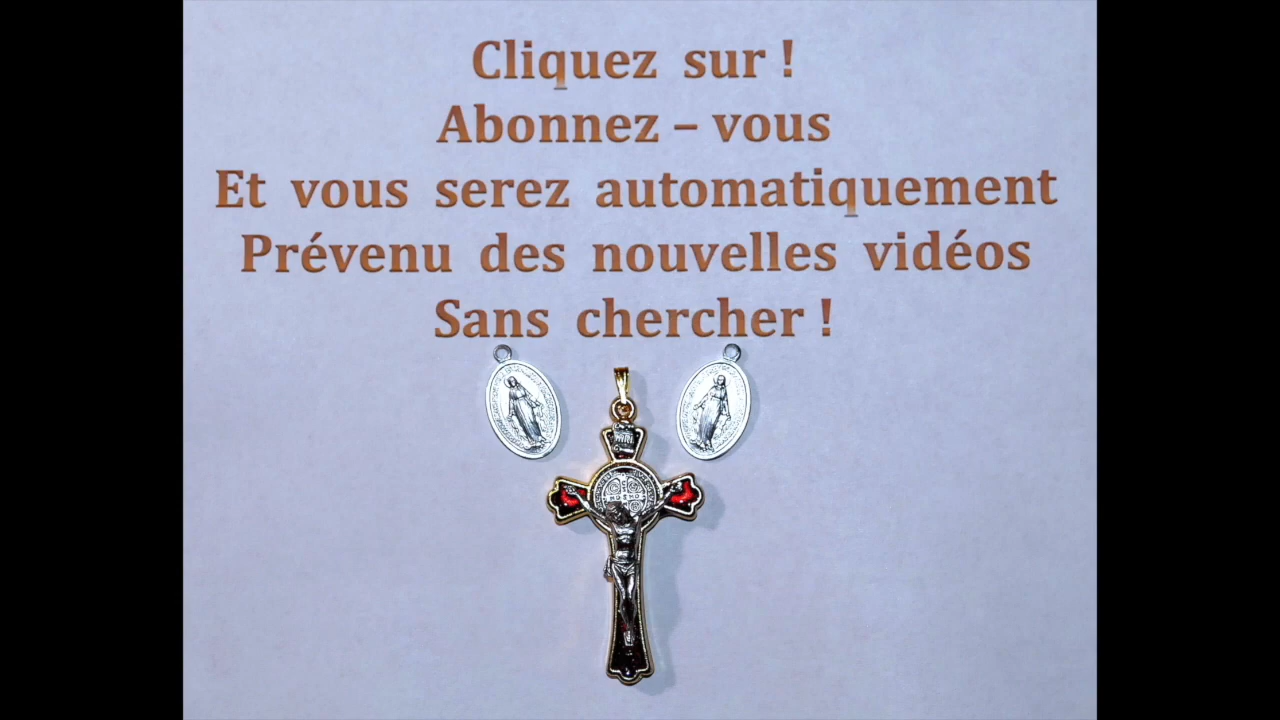 Cliquez sur !
Abonnez – vous
Et vous serez automatiquement
Prévenu des nouvelles vidéos
Sans chercher !